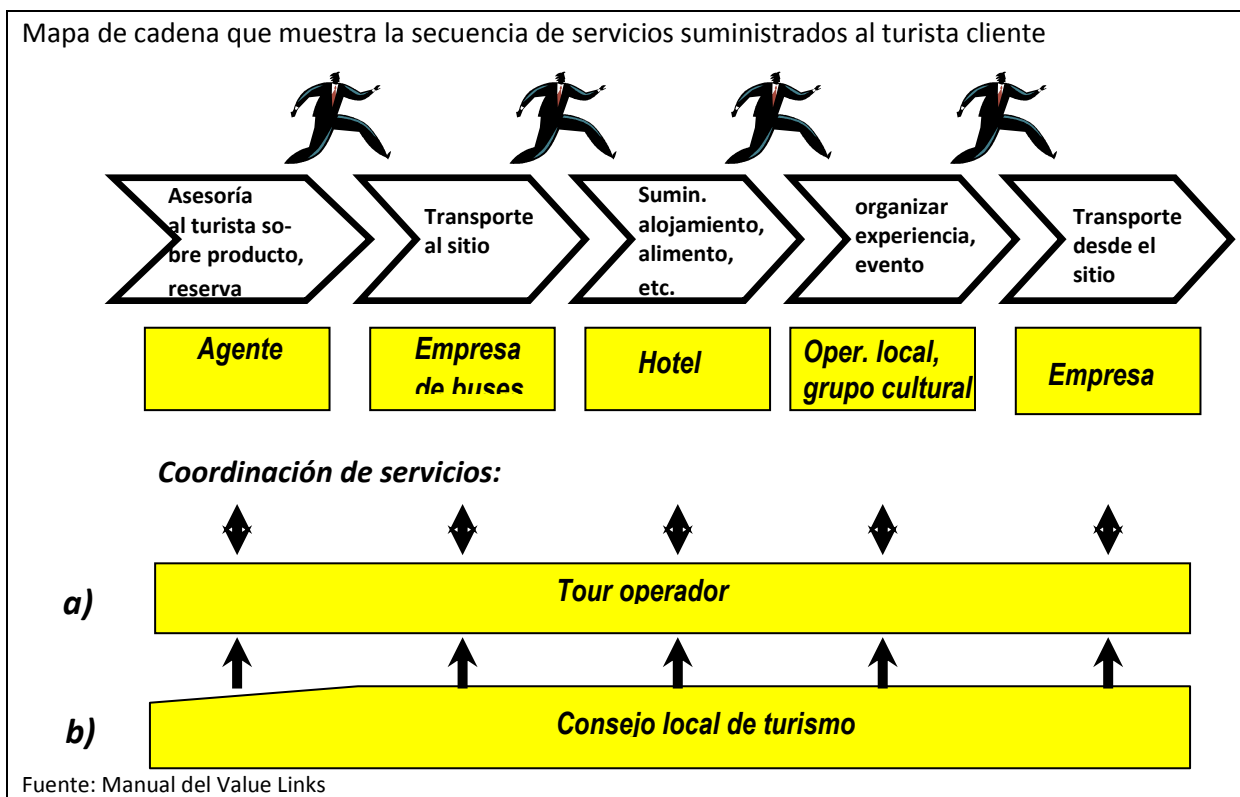 Mapa de cadena que muestra la secuencia de servicios suministrados al turista cliente
Asesoría
al turista so-
bre producto,
reserva
Transporte
al sitio
Sumin.
alojamiento,
alimento,
etc.
organizar
experiencia,
evento
Transporte
desde el
sitio
Agente
Empresa
de buses
Hotel
Oper. local,
grupo cultural
Empresa
Coordinación de servicios:
a)
Tour operador
b)
Consejo local de turismo
Fuente: Manual del Value Links